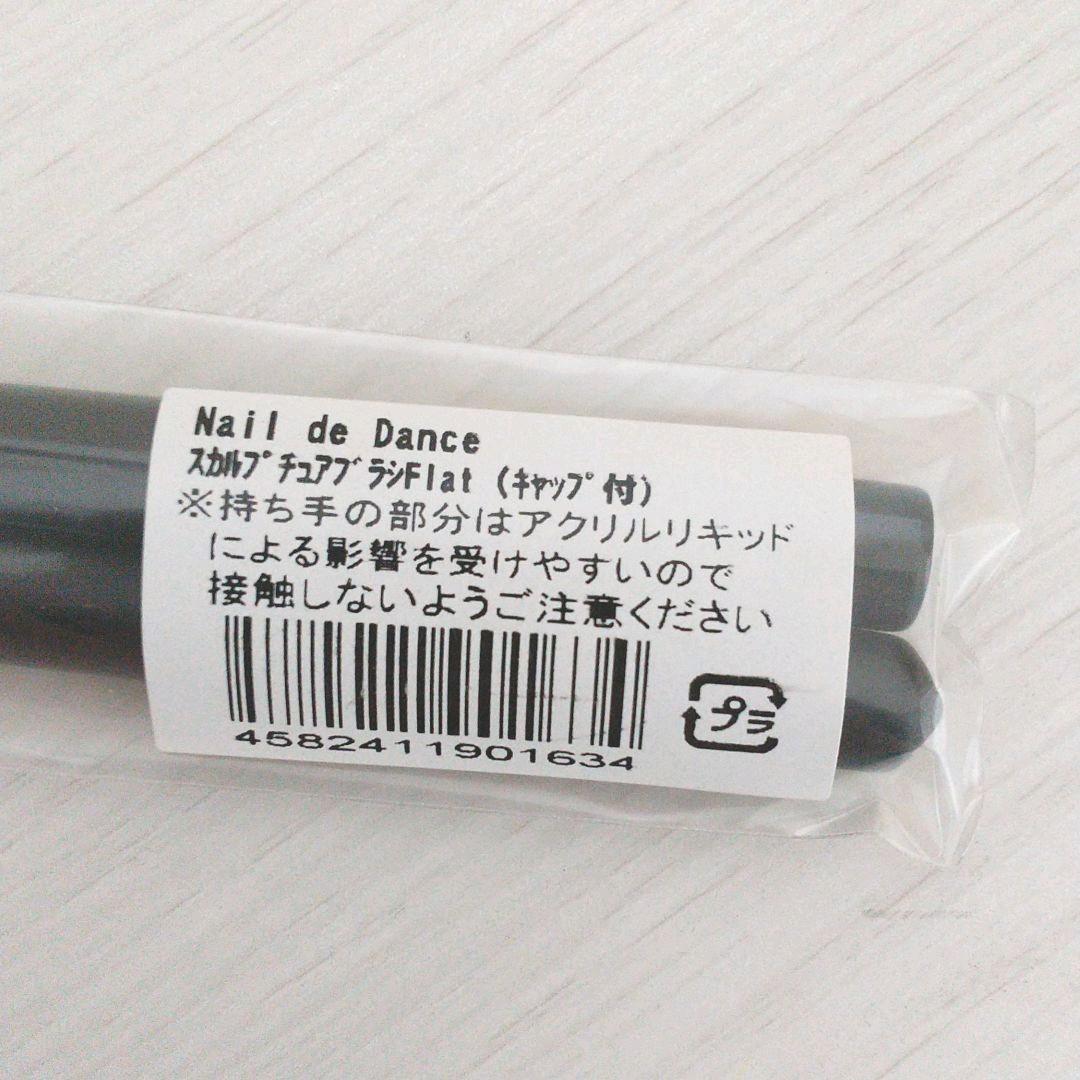 Nail de Dance
ｽｶﾙﾌﾟﾁｭｱﾌﾞﾗｼFlat (ｷｬｯﾌﾟ付)
※持ち手の部分はアクリルリキッド
による影響を受けやすいので
接触しないようご注意ください
4582411901634
プラ